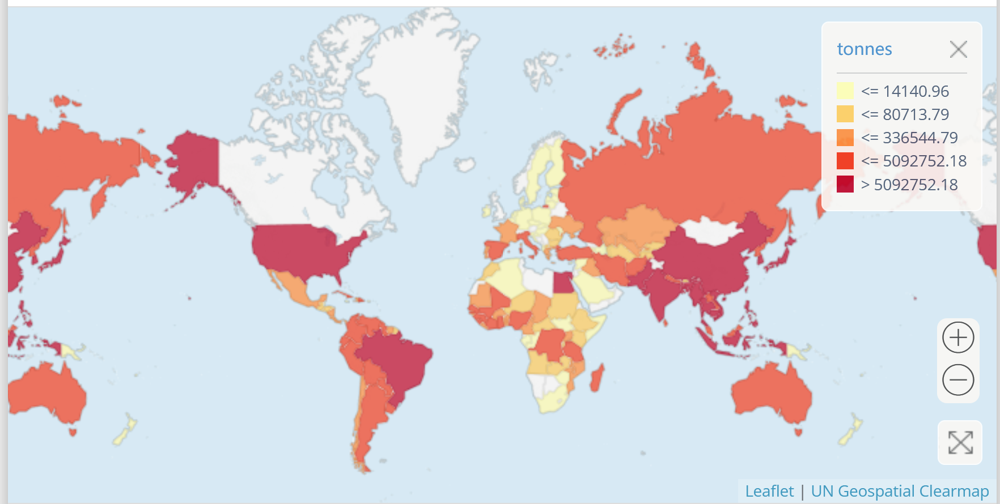 tonnes
<= 14140.96
<= 80713.79
<= 336544.79
<= 5092752.18
> 5092752.18
Leaflet | UN Geospatial Clearmap